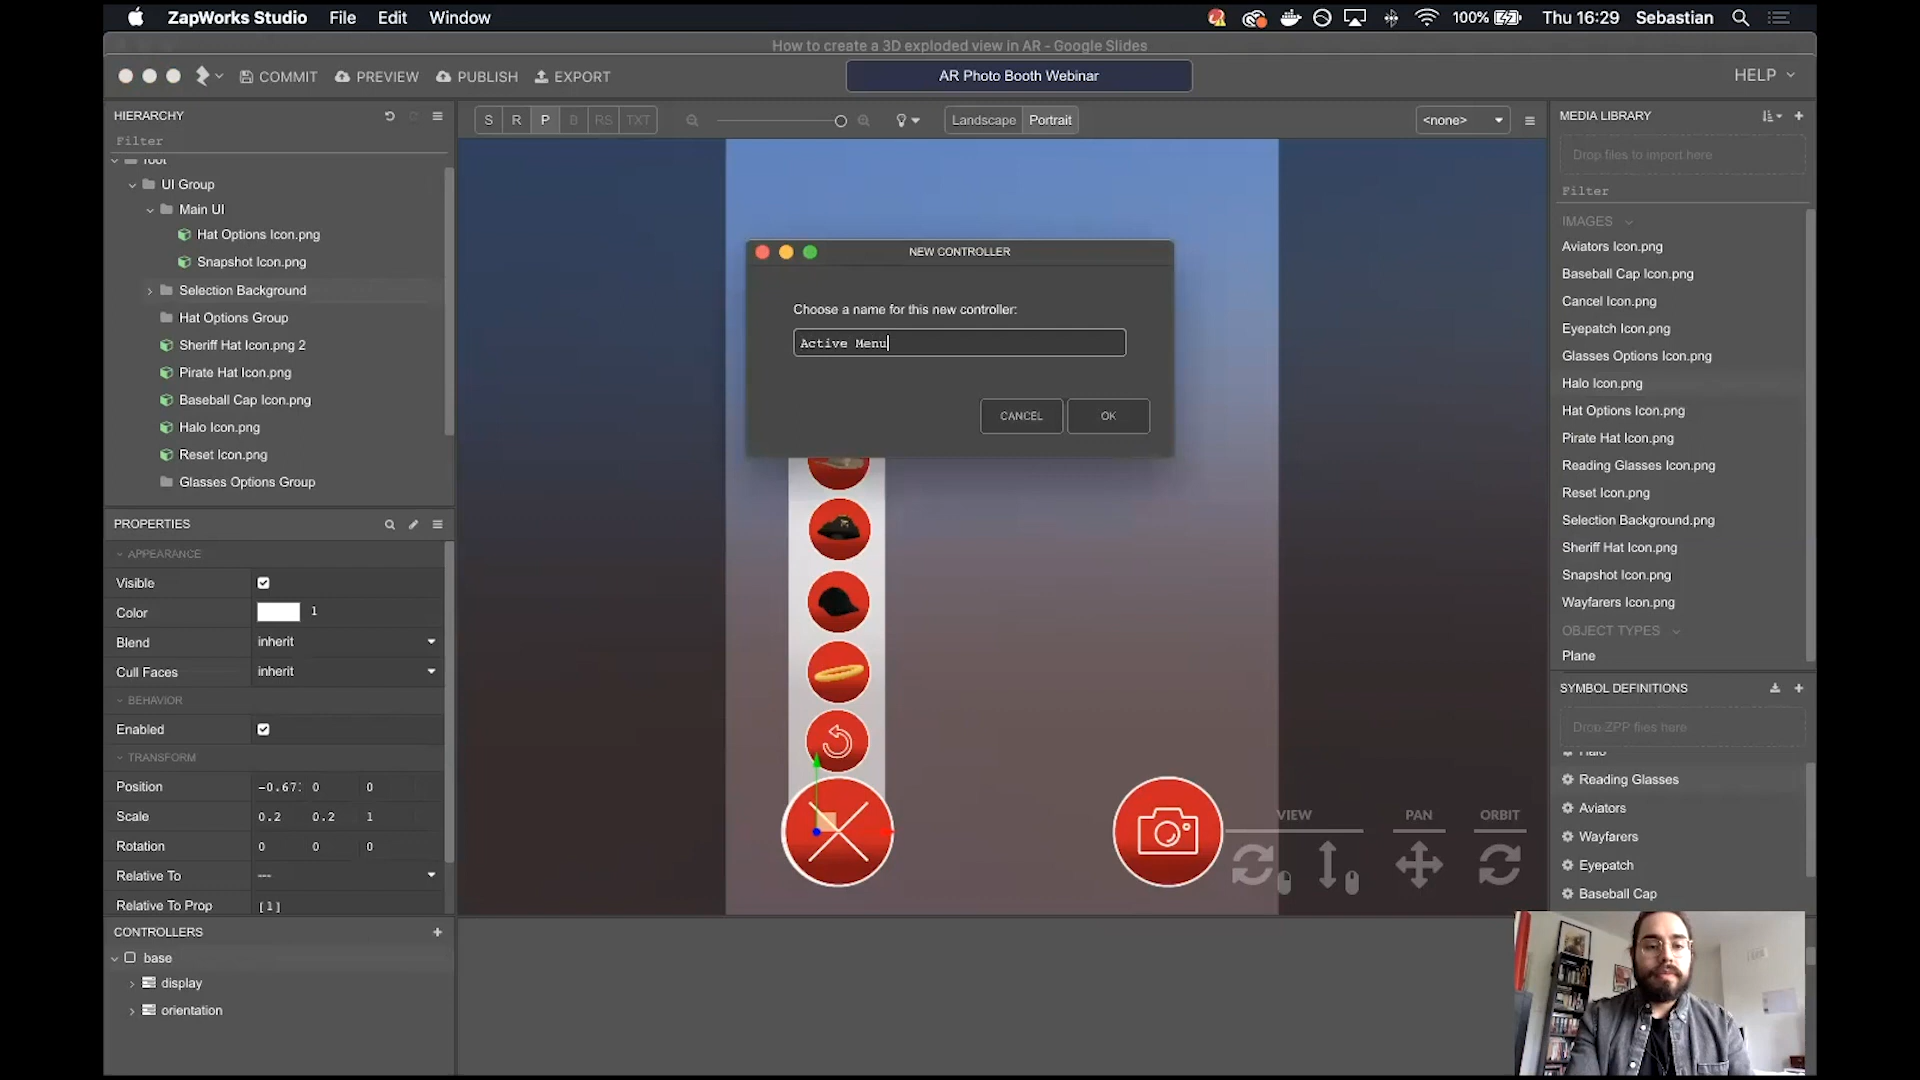 ZapWorks Studio File Edit Window 100% Thu 16:29 Sebastian
How to create a 3D exploded view in AR - Google Slides
COMMIT PREVIEW PUBLISH EXPORT AR Photo Booth Webinar HELP
HIERARCHY
Filter
root
UI Group
Main UI
Hat Options Icon.png
Snapshot Icon.png
Selection Background
Hat Options Group
Sheriff Hat Icon.png 2
Pirate Hat Icon.png
Baseball Cap Icon.png
Halo Icon.png
Reset Icon.png
Glasses Options Group
PROPERTIES
APPEARANCE
Visible
Color 1
Blend inherit
Cull Faces inherit
BEHAVIOR
Enabled
TRANSFORM
Position -0.67: 0 0
Scale 0.2 0.2 1
Rotation 0 0 0
Relative To ---
Relative To Prop [1]
CONTROLLERS
base
display
orientation
S R P B RS TXT Landscape Portrait <none>
NEW CONTROLLER
Choose a name for this new controller:
Active Menu
CANCEL OK
VIEW PAN ORBIT
MEDIA LIBRARY
Drop files to import here
Filter
IMAGES
Aviators Icon.png
Baseball Cap Icon.png
Cancel Icon.png
Eyepatch Icon.png
Glasses Options Icon.png
Halo Icon.png
Hat Options Icon.png
Pirate Hat Icon.png
Reading Glasses Icon.png
Reset Icon.png
Selection Background.png
Sheriff Hat Icon.png
Snapshot Icon.png
Wayfarers Icon.png
OBJECT TYPES
Plane
SYMBOL DEFINITIONS
Drop ZPP files here
Halo
Reading Glasses
Aviators
Wayfarers
Eyepatch
Baseball Cap